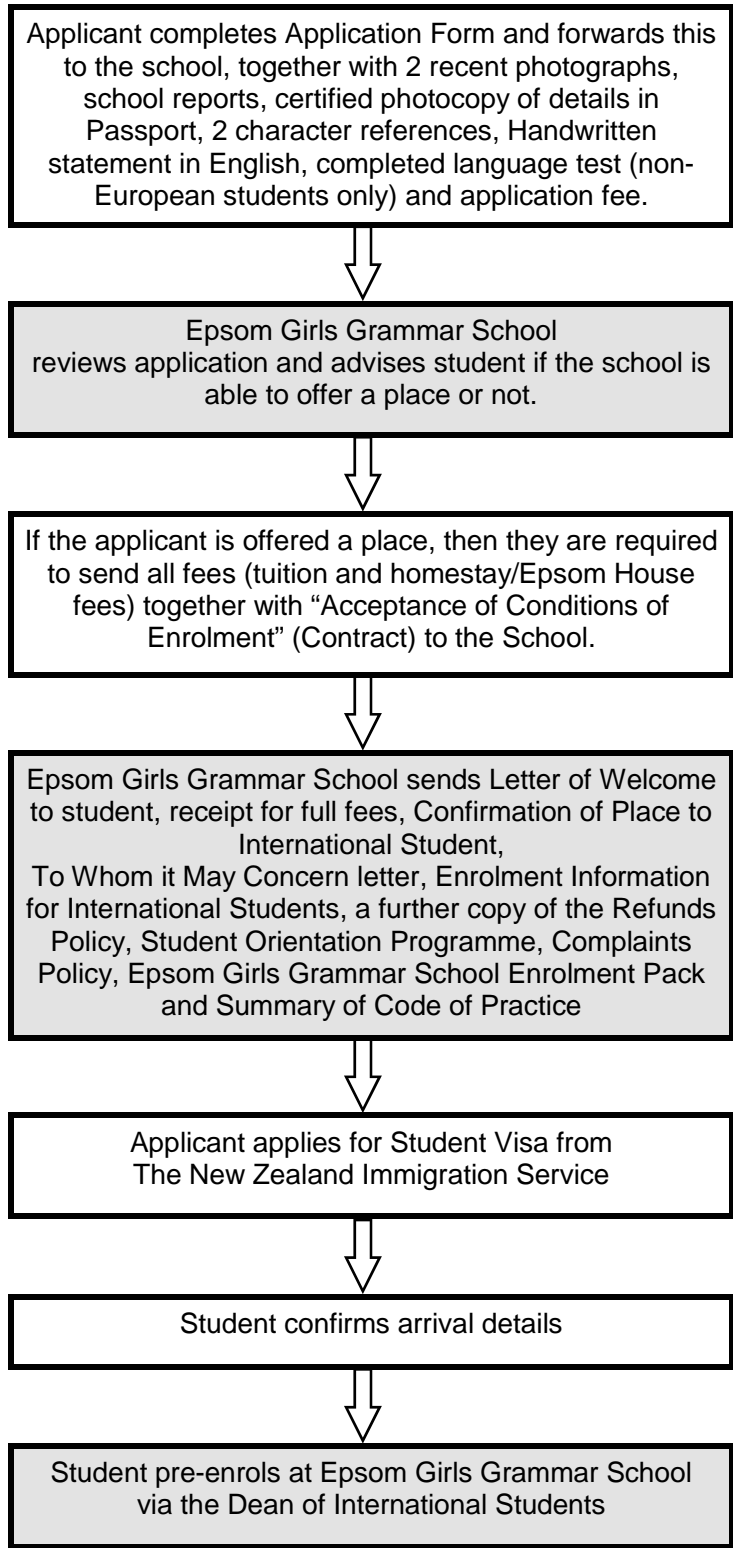 Applicant completes Application Form and forwards this
to the school, together with 2 recent photographs,
school reports, certified photocopy of details in
Passport, 2 character references, Handwritten
statement in English, completed language test (non-
European students only) and application fee.
Epsom Girls Grammar School
reviews application and advises student if the school is
able to offer a place or not.
If the applicant is offered a place, then they are required
to send all fees (tuition and homestay/Epsom House
fees) together with “Acceptance of Conditions of
Enrolment” (Contract) to the School.
Epsom Girls Grammar School sends Letter of Welcome
to student, receipt for full fees, Confirmation of Place to
International Student,
To Whom it May Concern letter, Enrolment Information
for International Students, a further copy of the Refunds
Policy, Student Orientation Programme, Complaints
Policy, Epsom Girls Grammar School Enrolment Pack
and Summary of Code of Practice
Applicant applies for Student Visa from
The New Zealand Immigration Service
Student confirms arrival details
Student pre-enrols at Epsom Girls Grammar School
via the Dean of International Students